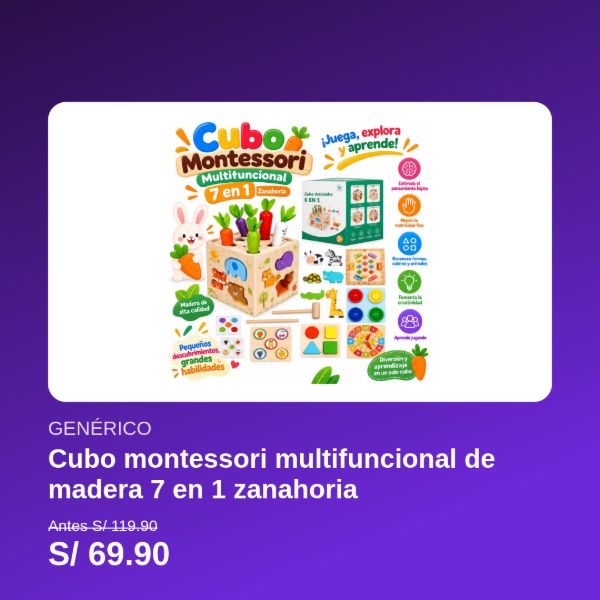 Cubo
Montessori
Multifuncional
7 en 1 Zanahoria
¡Juega, explora
y aprende!
Cubo Actividades
6 EN 1
Estimula el
pensamiento lógico
Mejora la
motricidad fina
Reconoce formas,
colores y animales
Fomenta la
creatividad
Aprende jugando
Madera de
alta calidad
Pequeños
descubrimientos,
grandes
habilidades
Diversión y
aprendizaje
en un solo cubo
GENÉRICO
Cubo montessori multifuncional de
madera 7 en 1 zanahoria
Antes S/ 119.90
S/ 69.90